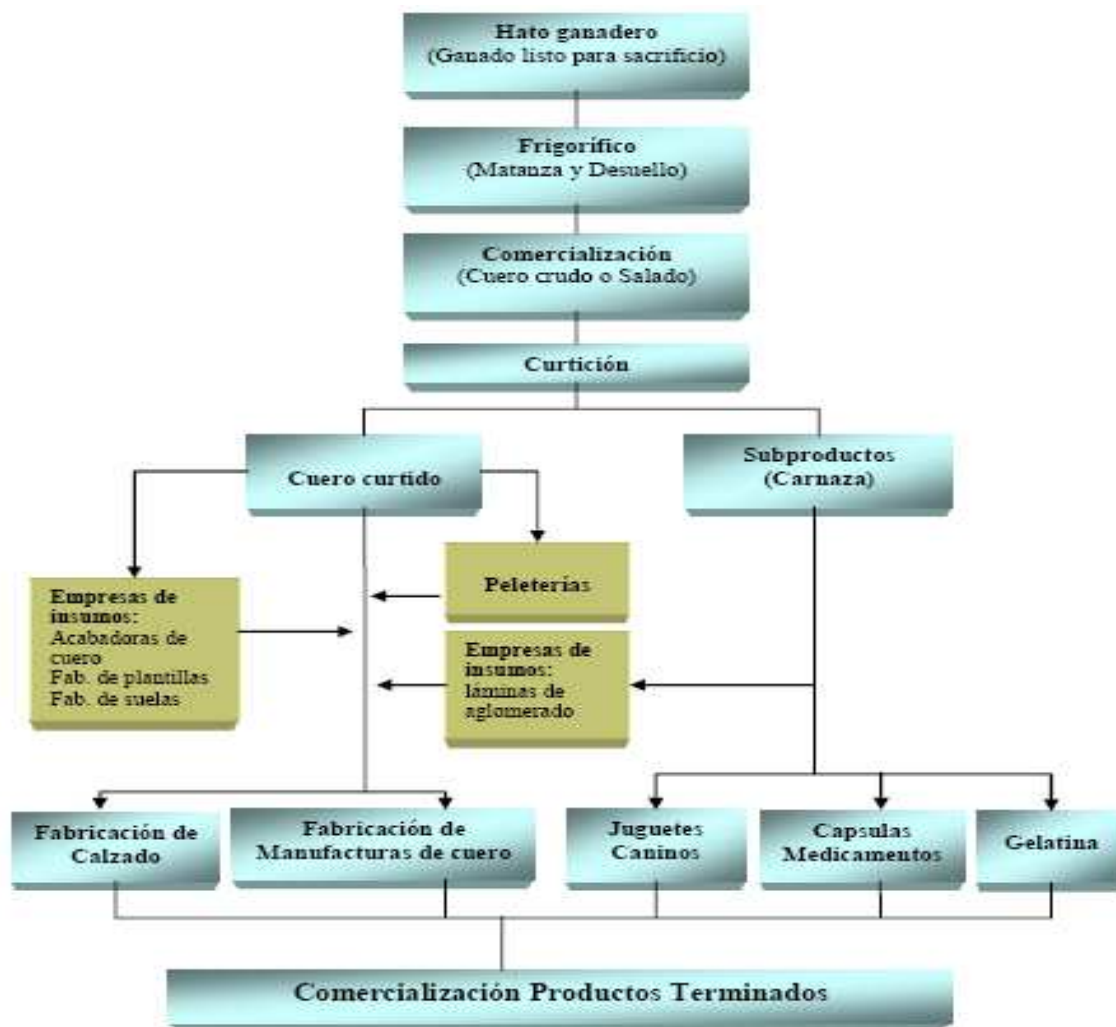 Hato ganadero
(Ganado listo para sacrificio)
Frigorífico
(Matanza y Desuello)
Comercialización
(Cuero crudo o Salado)
Curtición
Cuero curtido
Subproductos
(Carnaza)
Peleterías
Empresas de
insumos:
Acabadoras de
cuero
Fab. de plantillas
Fab. de suelas
Empresas de
insumos:
láminas de
aglomerado
Fabricación de
Calzado
Fabricación de
Manufacturas de cuero
Juguetes
Caninos
Capsulas
Medicamentos
Gelatina
Comercialización Productos Terminados